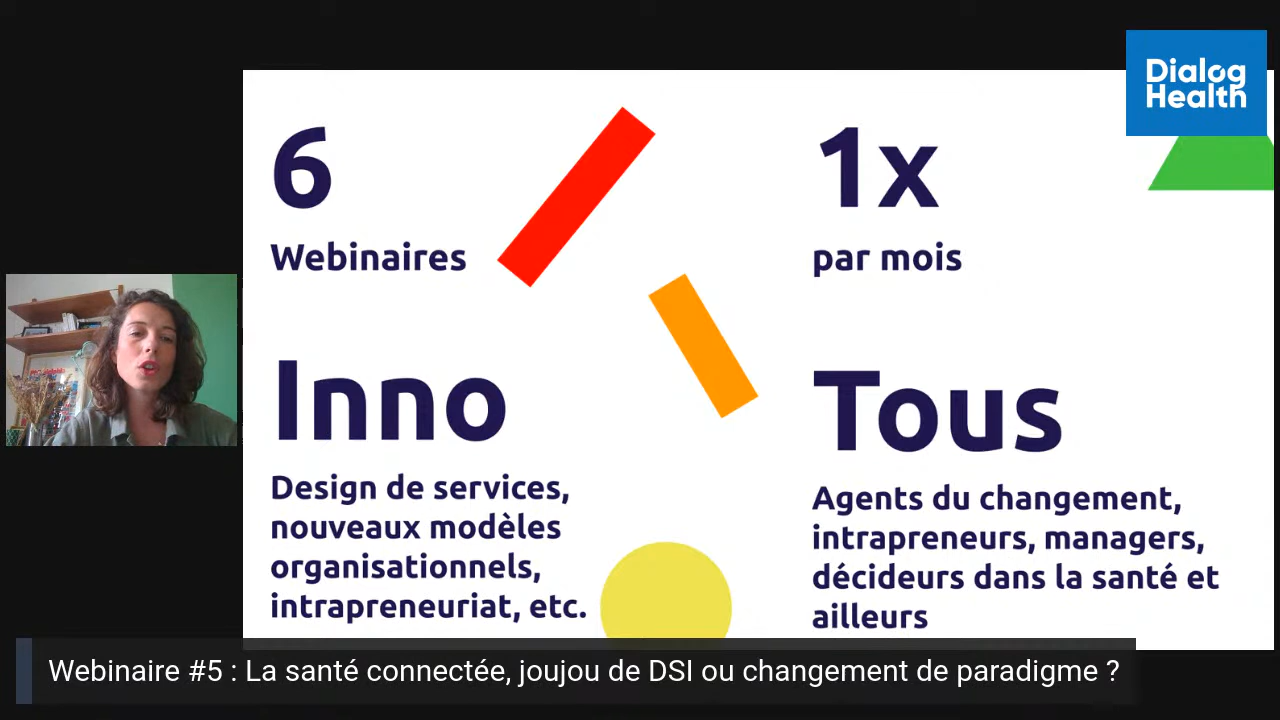 Dialog
Health
6
Webinaires
1x
par mois
Inno
Design de services,
nouveaux modèles
organisationnels,
intrapreneuriat, etc.
Tous
Agents du changement,
intrapreneurs, managers,
décideurs dans la santé et
ailleurs
Webinaire #5 : La santé connectée, joujou de DSI ou changement de paradigme ?